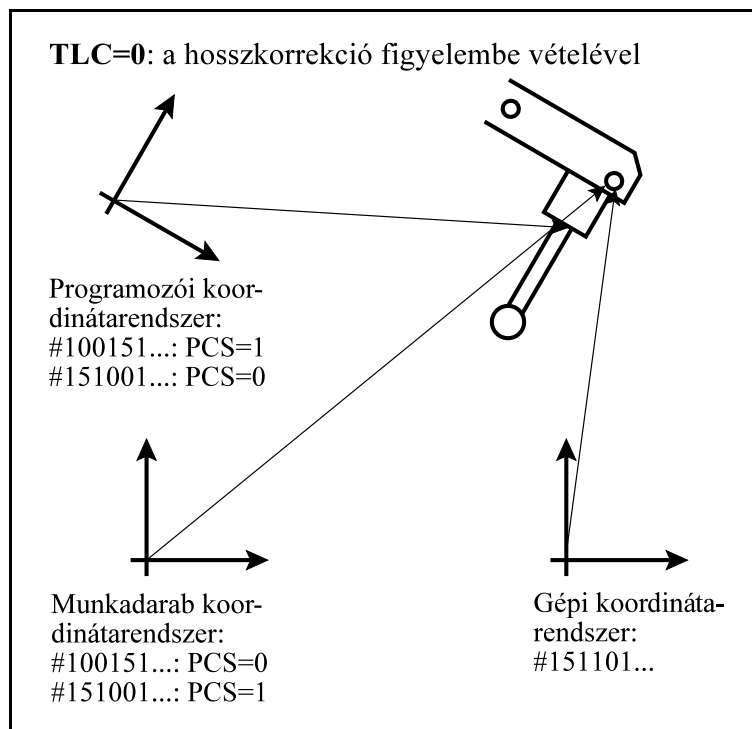 TLC=0: a hosszkorrekció figyelembe vételével
Programozói koor-
dinátarendszer:
#100151...: PCS=1
#151001...: PCS=0
Munkadarab koor-
dinátarendszer:
#100151...: PCS=0
#151001...: PCS=1
Gépi koordináta-
rendszer:
#151101...